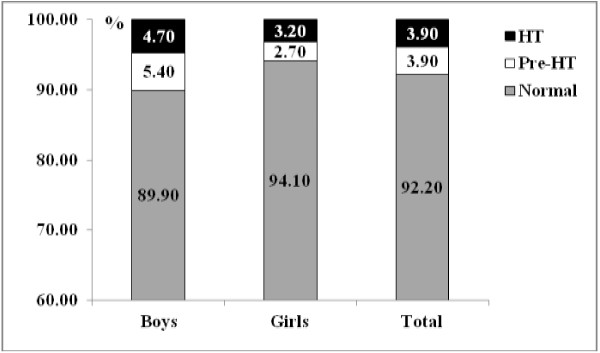 100.00 % 4.70 3.20 3.90 HT
5.40 2.70 3.90 Pre-HT
90.00 Normal
80.00
89.90 94.10 92.20
70.00
60.00
Boys Girls Total